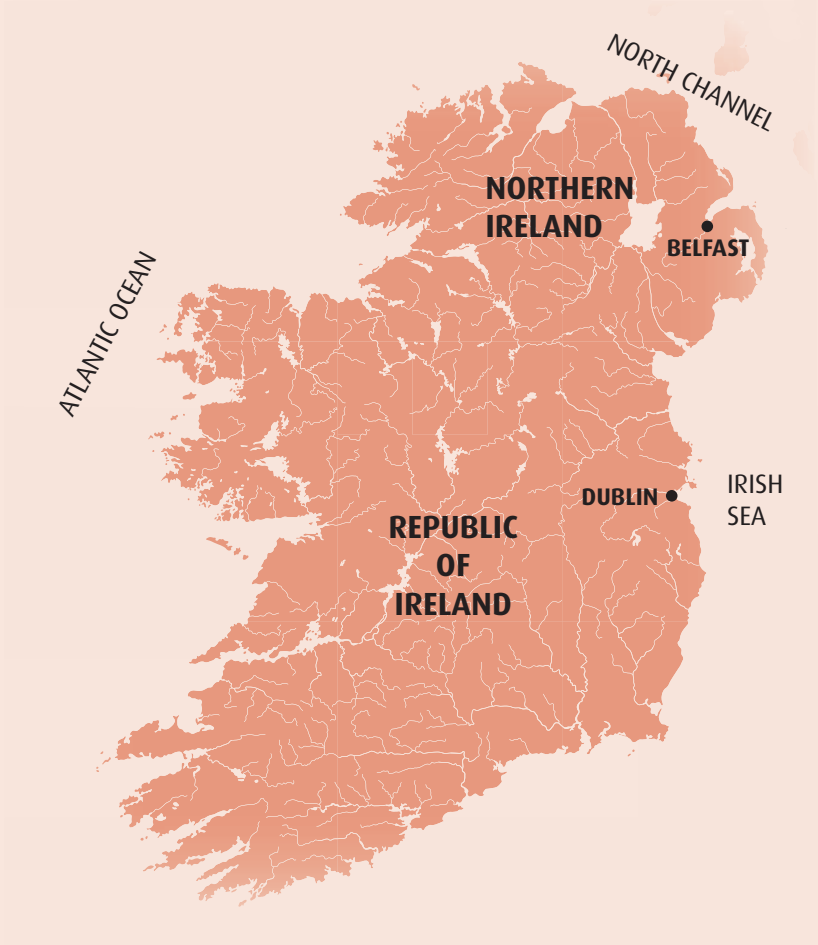 NORTH CHANNEL
NORTHERN
IRELAND
BELFAST
ATLANTIC OCEAN
DUBLIN
IRISH
SEA
REPUBLIC
OF
IRELAND